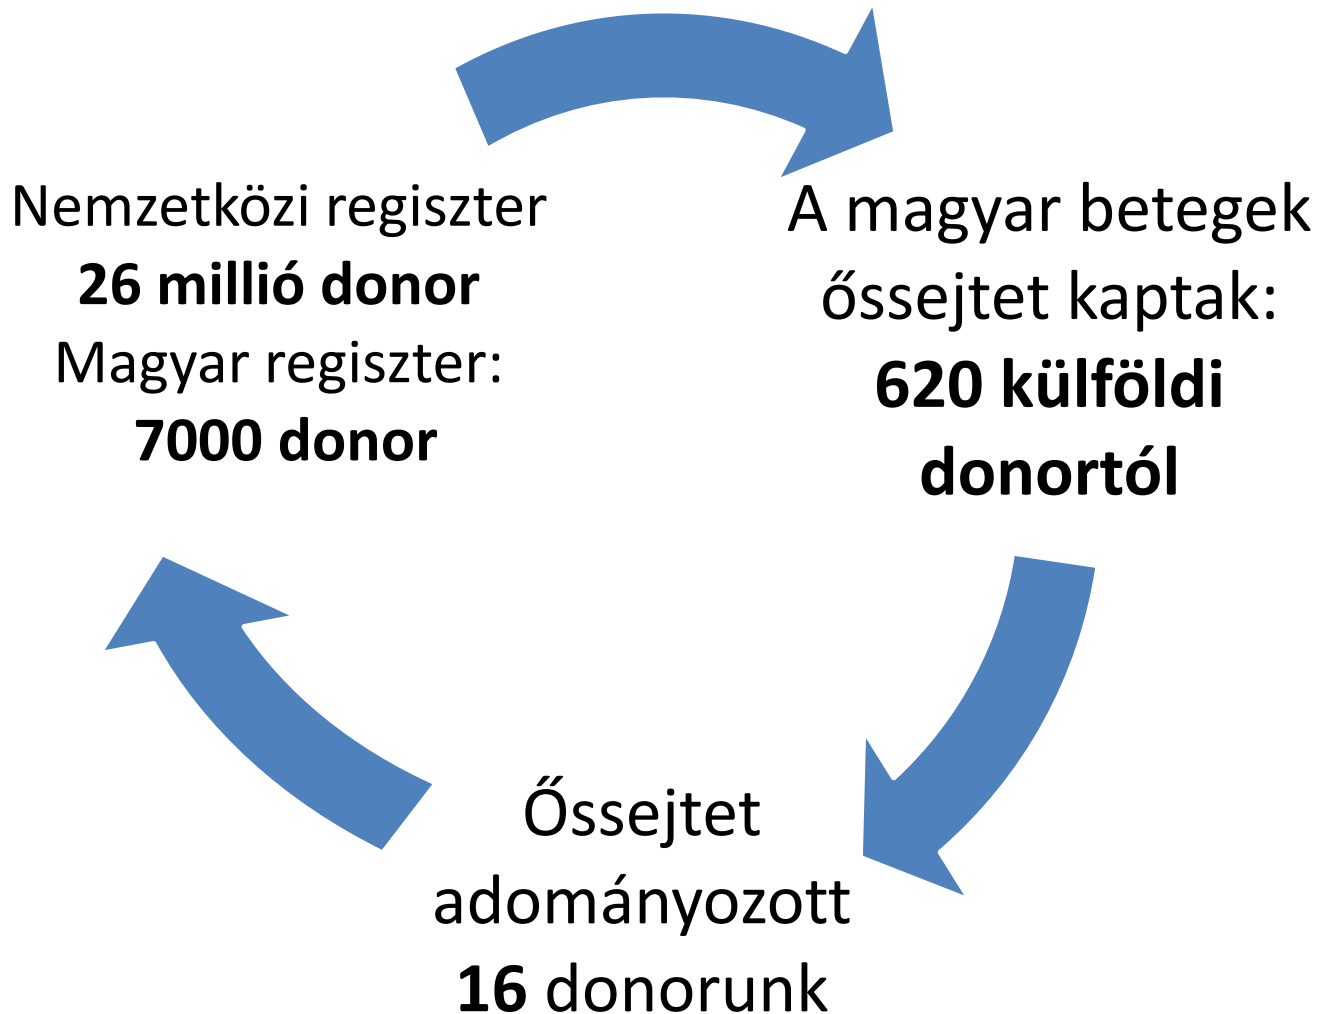 Nemzetközi regiszter
26 millió donor
Magyar regiszter:
7000 donor
A magyar betegek
őssejtet kaptak:
620 külföldi
donortól
Őssejtet
adományozott
16 donorunk